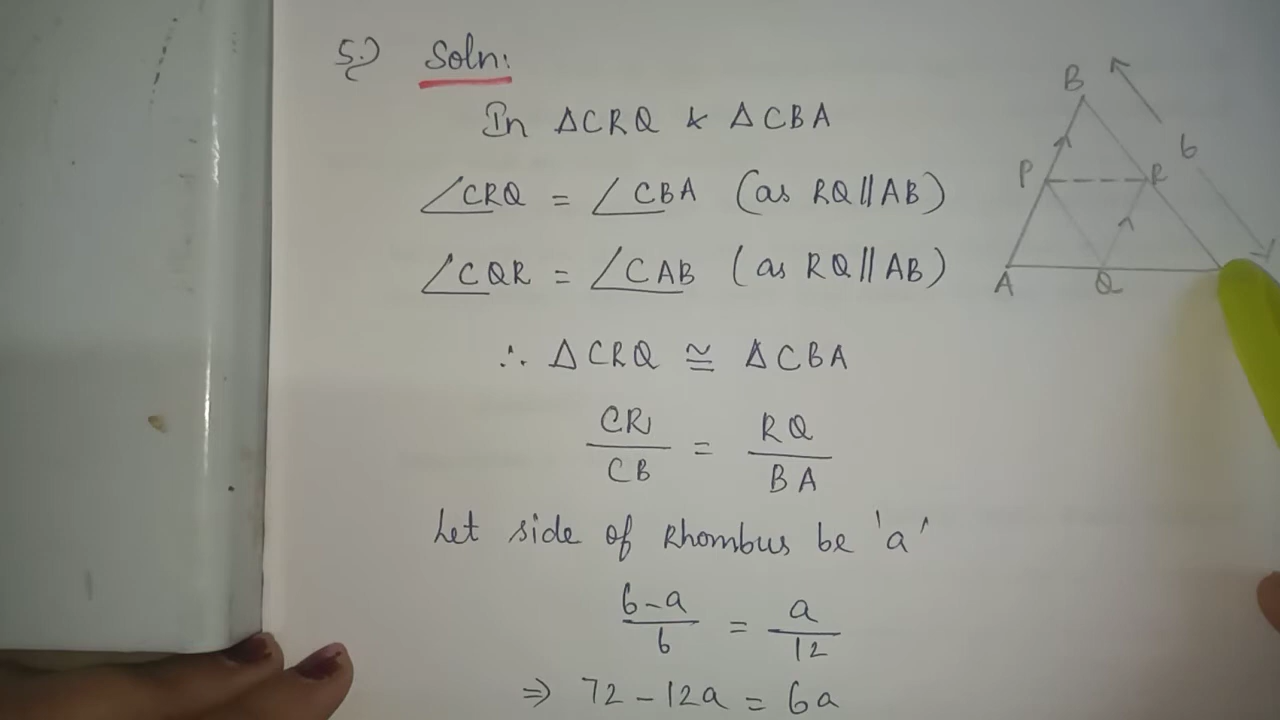 5.) Soln:
In ΔCRQ & ΔCBA
∠CRQ = ∠CBA (as RQ || AB)
∠CQR = ∠CAB (as RQ || AB)
∴ ΔCRQ ≅ ΔCBA
CR/CB = RQ/BA
Let side of Rhombus be 'a'
6-a/6 = a/12
⇒ 72 - 12a = 6a
B
6
P
R
A
Q